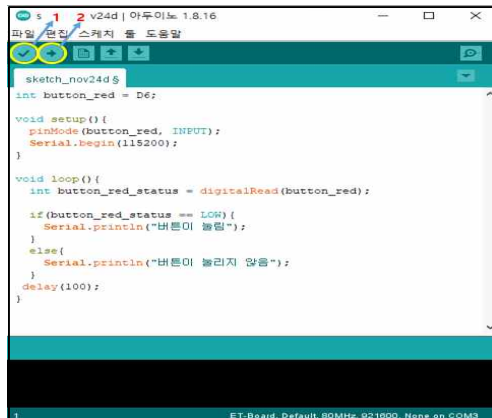 s 1 2 v24d | 아두이노 1.8.16
파일 편집 스케치 툴 도움말
sketch_nov24d §
int button_red = D6;
void setup(){
pinMode(button_red, INPUT);
Serial.begin(115200);
}
void loop(){
int button_red_status = digitalRead(button_red);
if(button_red_status == LOW){
Serial.println("버튼이 눌림");
}
else{
Serial.println("버튼이 눌리지 않음");
}
delay(100);
}
1 ET-Board, Default, 80MHz, 921600, None on COM3